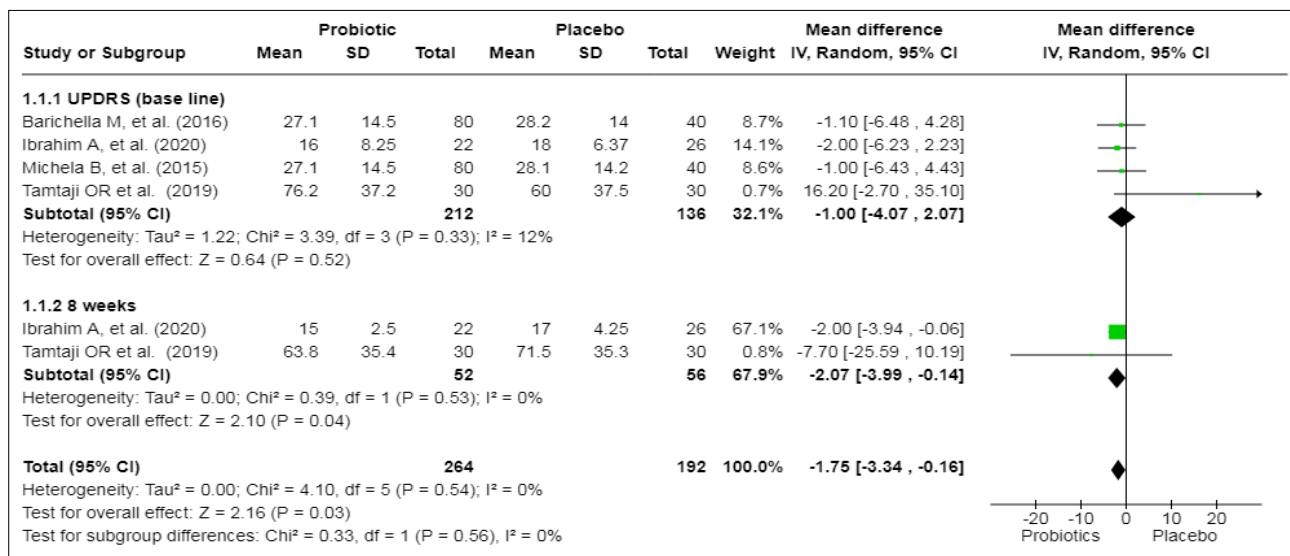 Probiotic Placebo Mean difference Mean difference
Study or Subgroup Mean SD Total Mean SD Total Weight IV, Random, 95% CI IV, Random, 95% CI
1.1.1 UPDRS (base line)
Barichella M, et al. (2016) 27.1 14.5 80 28.2 14 40 8.7% -1.10 [-6.48 , 4.28]
Ibrahim A, et al. (2020) 16 8.25 22 18 6.37 26 14.1% -2.00 [-6.23 , 2.23]
Michela B, et al. (2015) 27.1 14.5 80 28.1 14.2 40 8.6% -1.00 [-6.43 , 4.43]
Tamtaji OR et al. (2019) 76.2 37.2 30 60 37.5 30 0.7% 16.20 [-2.70 , 35.10]
Subtotal (95% CI) 212 136 32.1% -1.00 [-4.07 , 2.07]
Heterogeneity: Tau² = 1.22; Chi² = 3.39, df = 3 (P = 0.33); I² = 12%
Test for overall effect: Z = 0.64 (P = 0.52)
1.1.2 8 weeks
Ibrahim A, et al. (2020) 15 2.5 22 17 4.25 26 67.1% -2.00 [-3.94 , -0.06]
Tamtaji OR et al. (2019) 63.8 35.4 30 71.5 35.3 30 0.8% -7.70 [-25.59 , 10.19]
Subtotal (95% CI) 52 56 67.9% -2.07 [-3.99 , -0.14]
Heterogeneity: Tau² = 0.00; Chi² = 0.39, df = 1 (P = 0.53); I² = 0%
Test for overall effect: Z = 2.10 (P = 0.04)
Total (95% CI) 264 192 100.0% -1.75 [-3.34 , -0.16]
Heterogeneity: Tau² = 0.00; Chi² = 4.10, df = 5 (P = 0.54); I² = 0%
Test for overall effect: Z = 2.16 (P = 0.03)
Test for subgroup differences: Chi² = 0.33, df = 1 (P = 0.56), I² = 0%
-20 -10 0 10 20
Probiotics Placebo